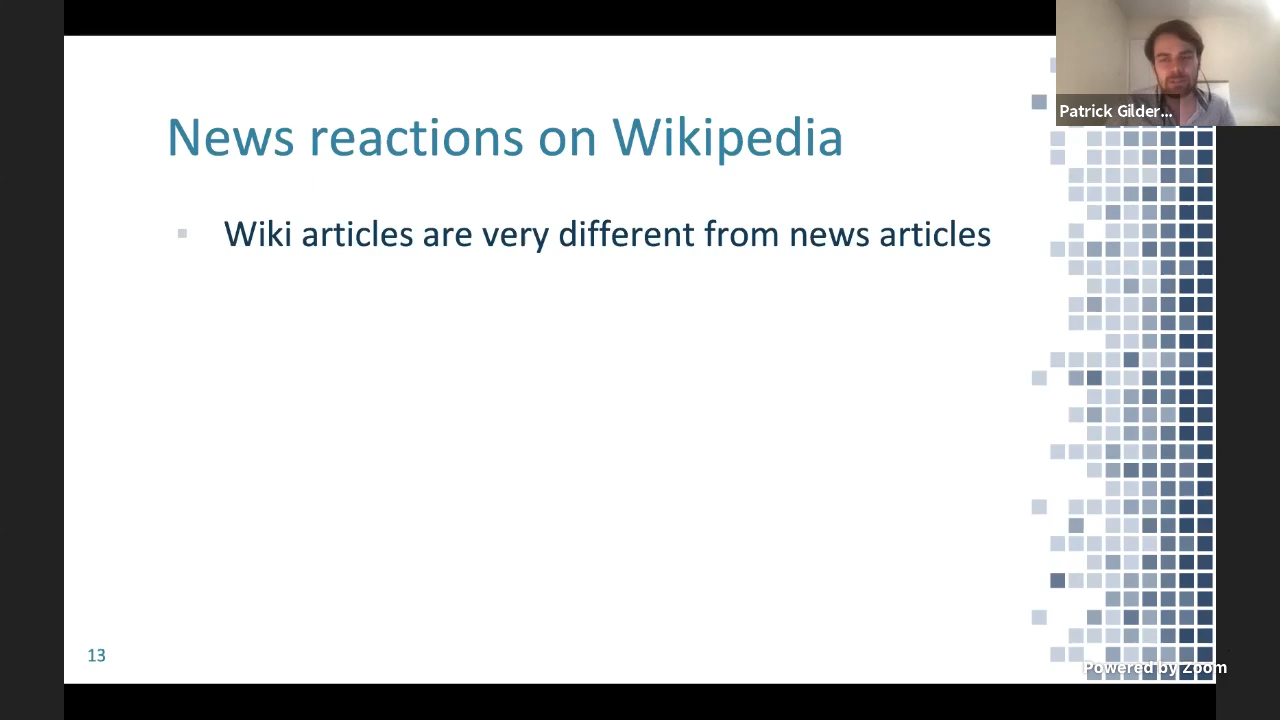 Patrick Gilder...
News reactions on Wikipedia
▪ Wiki articles are very different from news articles
13
Powered by Zoom